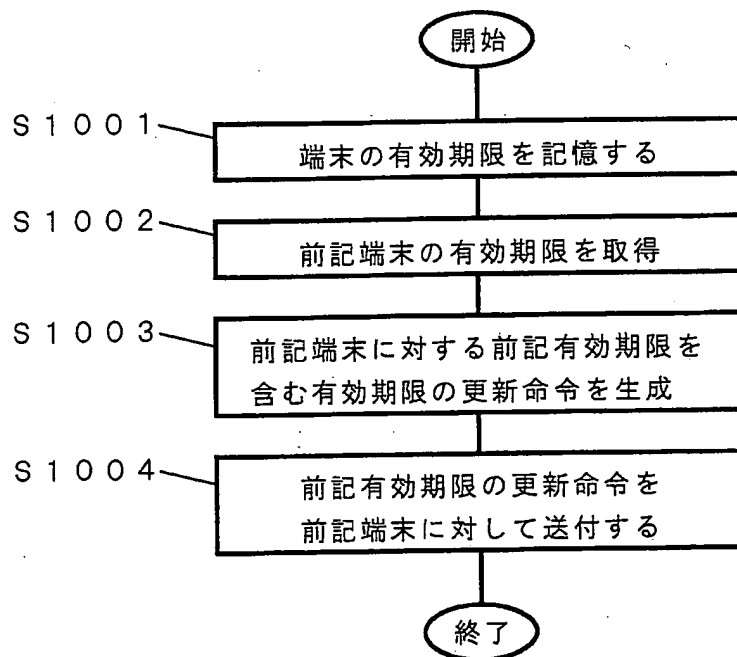 開始
S1001
端末の有効期限を記憶する
S1002
前記端末の有効期限を取得
S1003
前記端末に対する前記有効期限を
含む有効期限の更新命令を生成
S1004
前記有効期限の更新命令を
前記端末に対して送付する
終了